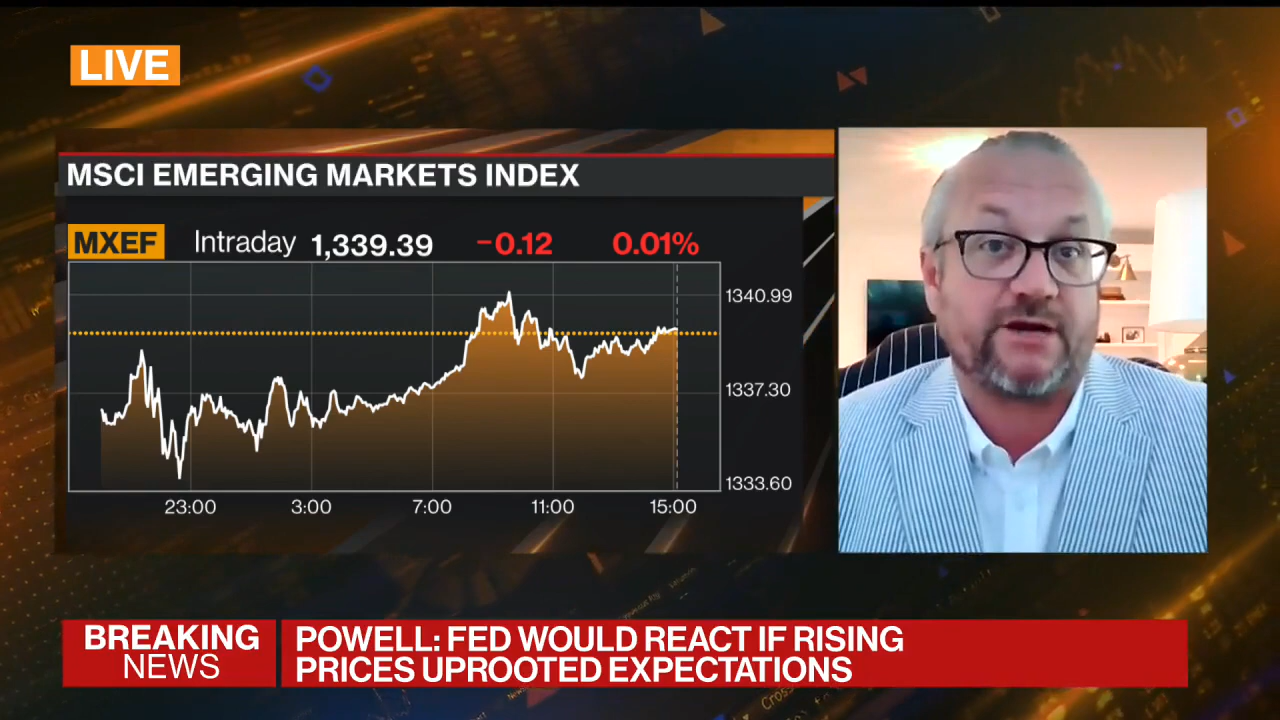 LIVE
MSCI EMERGING MARKETS INDEX
MXEF Intraday 1,339.39 -0.12 0.01%
1340.99
1337.30
1333.60
23:00 3:00 7:00 11:00 15:00
BREAKING
NEWS
POWELL: FED WOULD REACT IF RISING
PRICES UPROOTED EXPECTATIONS